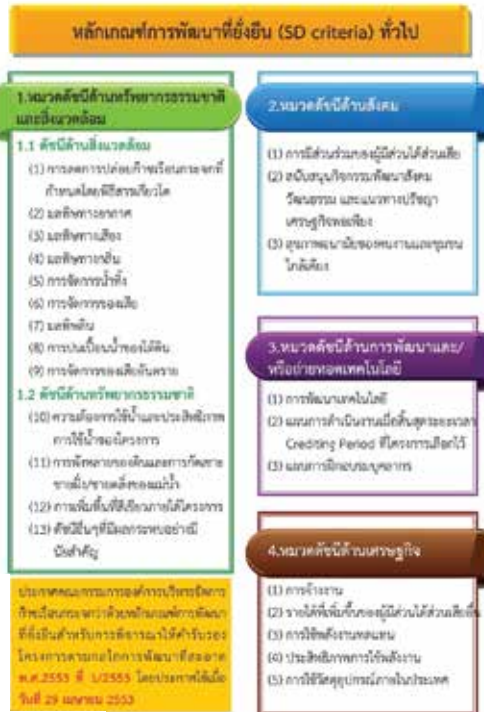 หลักเกณฑ์การพัฒนาที่ยั่งยืน (SD criteria) ทั่วไป
1.หมวดดัชนีด้านทรัพยากรธรรมชาติ
และสิ่งแวดล้อม
1.1 ดัชนีด้านสิ่งแวดล้อม
(1) การลดการปล่อยก๊าซเรือนกระจกที่
กำหนดโดยพิธีสารเกียวโต
(2) มลพิษทางอากาศ
(3) มลพิษทางเสียง
(4) มลพิษทางกลิ่น
(5) การจัดการน้ำทิ้ง
(6) การจัดการของเสีย
(7) มลพิษดิน
(8) การปนเปื้อนน้ำของใต้ดิน
(9) การจัดการของเสียอันตราย
1.2 ดัชนีด้านทรัพยากรธรรมชาติ
(10) ความต้องการใช้น้ำและประสิทธิภาพ
การใช้น้ำของโครงการ
(11) การพังทลายของดินและการกัดเซาะ
ชายฝั่ง/ชายตลิ่งของแม่น้ำ
(12) การเพิ่มพื้นที่สีเขียวภายใต้โครงการ
(13) ดัชนีอื่นๆที่มีผลกระทบอย่างมี
นัยสำคัญ
ประกาศคณะกรรมการองค์การบริหารจัดการ
ก๊าซเรือนกระจกว่าด้วยหลักเกณฑ์การพัฒนา
ที่ยั่งยืนสำหรับการพิจารณาให้คำรับรอง
โครงการตามกลไกการพัฒนาที่สะอาด
พ.ศ.2553 ที่ 1/2553 โดยประกาศใช้เมื่อ
วันที่ 29 เมษายน 2553
2.หมวดดัชนีด้านสังคม
(1) การมีส่วนร่วมของผู้มีส่วนได้ส่วนเสีย
(2) สนับสนุนกิจกรรมพัฒนาสังคม
วัฒนธรรม และแนวทางปรัชญา
เศรษฐกิจพอเพียง
(3) สุขภาพอนามัยของคนงานและชุมชน
ใกล้เคียง
3.หมวดดัชนีด้านการพัฒนาและ/
หรือถ่ายทอดเทคโนโลยี
(1) การพัฒนาเทคโนโลยี
(2) แผนการดำเนินงานเมื่อสิ้นสุดระยะเวลา
Crediting Period ที่โครงการเลือกไว้
(3) แผนการฝึกอบรมบุคลากร
4.หมวดดัชนีด้านเศรษฐกิจ
(1) การจ้างงาน
(2) รายได้ที่เพิ่มขึ้นของผู้มีส่วนได้ส่วนเสียอื่น
(3) การใช้พลังงานทดแทน
(4) ประสิทธิภาพการใช้พลังงาน
(5) การใช้วัสดุอุปกรณ์ภายในประเทศ